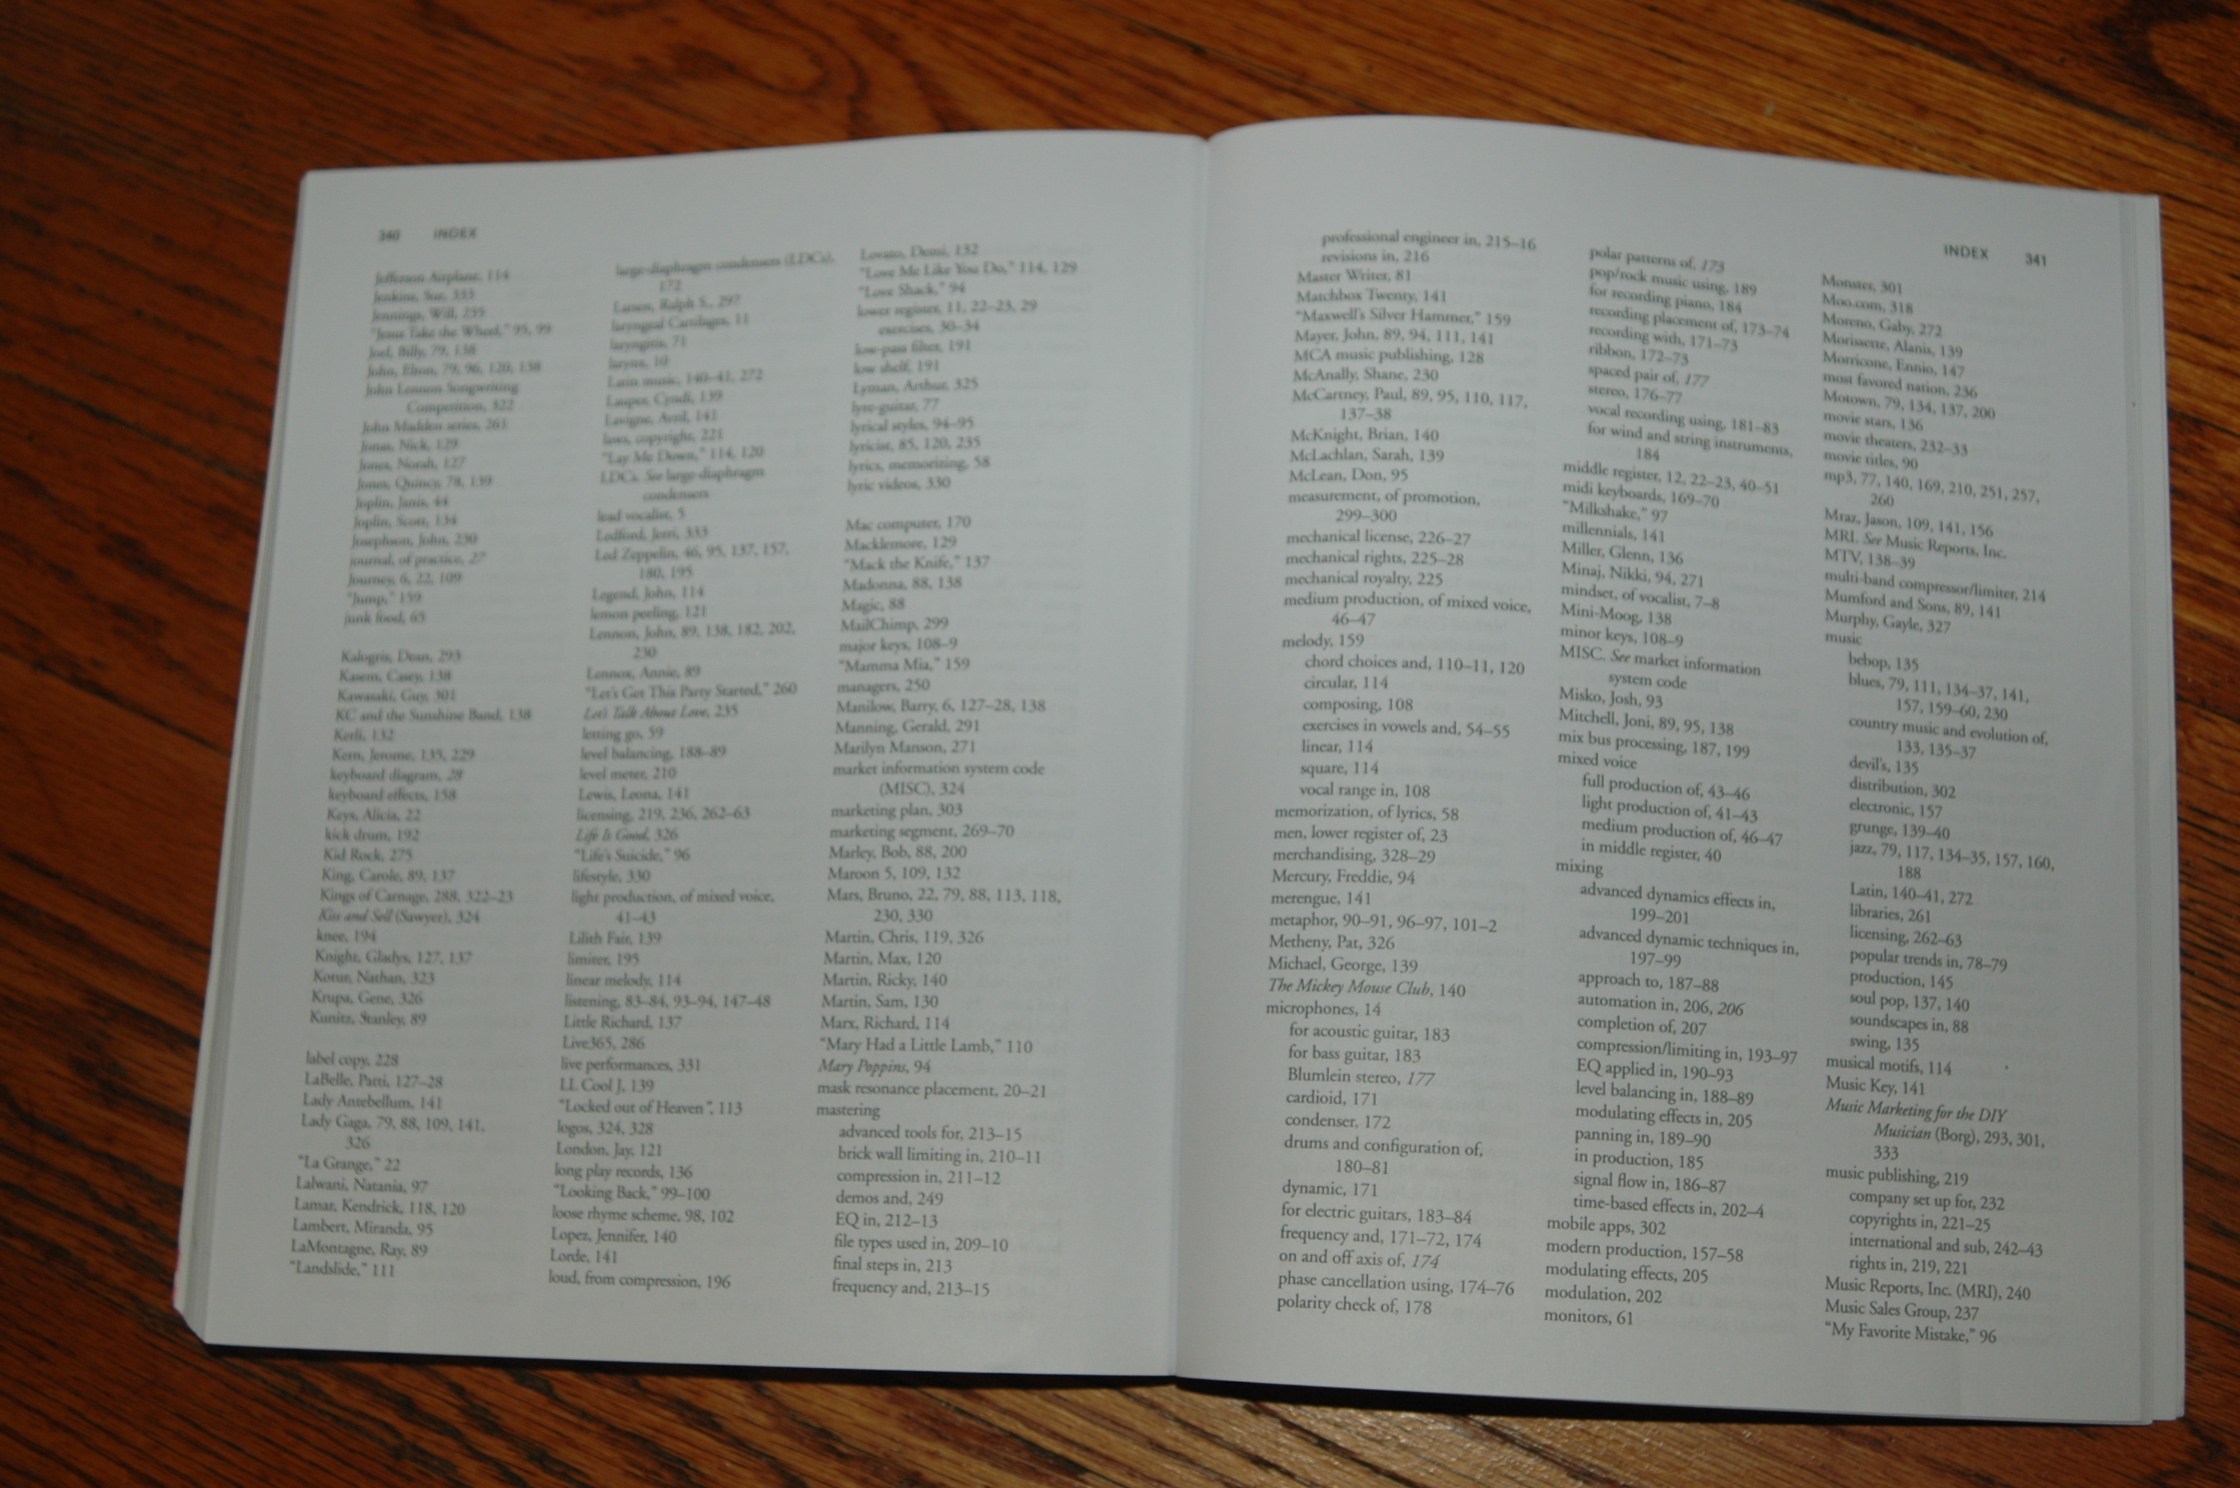 340 INDEX
Jefferson Airplane, 114
Jenkins, Sue, 333
Jennings, Will, 235
"Jesus Take the Wheel," 95, 99
Joel, Billy, 79, 138
John, Elton, 79, 96, 120, 138
John Lennon Songwriting
Competition, 322
John Madden series, 261
Jonas, Nick, 129
Jones, Norah, 127
Jones, Quincy, 78, 139
Joplin, Janis, 44
Joplin, Scott, 134
Josephson, John, 230
journal, of practice, 27
Journey, 6, 22, 109
"Jump," 159
junk food, 65
Kalogris, Dean, 293
Kasem, Casey, 138
Kawasaki, Guy, 301
KC and the Sunshine Band, 138
Kerli, 132
Kern, Jerome, 135, 229
keyboard diagram, 28
keyboard effects, 158
Keys, Alicia, 22
kick drum, 192
Kid Rock, 275
King, Carole, 89, 137
Kings of Carnage, 288, 322–23
Kiss and Sell (Sawyer), 324
knee, 194
Knight, Gladys, 127, 137
Korur, Nathan, 323
Krupa, Gene, 326
Kunitz, Stanley, 89
label copy, 228
LaBelle, Patti, 127–28
Lady Antebellum, 141
Lady Gaga, 79, 88, 109, 141,
326
"La Grange," 22
Lalwani, Natania, 97
Lamar, Kendrick, 118, 120
Lambert, Miranda, 95
LaMontagne, Ray, 89
"Landslide," 111
large-diaphragm condensers (LDCs),
172
Larsen, Ralph S., 297
laryngeal Cartilages, 11
laryngitis, 71
larynx, 10
Latin music, 140–41, 272
Lauper, Cyndi, 139
Lavigne, Avril, 141
laws, copyright, 221
"Lay Me Down," 114, 120
LDCs. See large-diaphragm
condensers
lead vocalist, 5
Ledford, Jerri, 333
Led Zeppelin, 46, 95, 137, 157,
180, 195
Legend, John, 114
lemon peeling, 121
Lennon, John, 89, 138, 182, 202,
230
Lennox, Annie, 89
"Let's Get This Party Started," 260
Let's Talk About Love, 235
letting go, 59
level balancing, 188–89
level meter, 210
Lewis, Leona, 141
licensing, 219, 236, 262–63
Life Is Good, 326
"Life's Suicide," 96
lifestyle, 330
light production, of mixed voice,
41–43
Lilith Fair, 139
limiter, 195
linear melody, 114
listening, 83–84, 93–94, 147–48
Little Richard, 137
Live365, 286
live performances, 331
LL Cool J, 139
"Locked out of Heaven", 113
logos, 324, 328
London, Jay, 121
long play records, 136
"Looking Back," 99–100
loose rhyme scheme, 98, 102
Lopez, Jennifer, 140
Lorde, 141
loud, from compression, 196
Lovato, Demi, 132
"Love Me Like You Do," 114, 129
"Love Shack," 94
lower register, 11, 22–23, 29
exercises, 30–34
low-pass filter, 191
low shelf, 191
Lyman, Arthur, 325
lyre-guitar, 77
lyrical styles, 94–95
lyricist, 85, 120, 235
lyrics, memorizing, 58
lyric videos, 330
Mac computer, 170
Macklemore, 129
"Mack the Knife," 137
Madonna, 88, 138
Magic, 88
MailChimp, 299
major keys, 108–9
"Mamma Mia," 159
managers, 250
Manilow, Barry, 6, 127–28, 138
Manning, Gerald, 291
Marilyn Manson, 271
market information system code
(MISC), 324
marketing plan, 303
marketing segment, 269–70
Marley, Bob, 88, 200
Maroon 5, 109, 132
Mars, Bruno, 22, 79, 88, 113, 118,
230, 330
Martin, Chris, 119, 326
Martin, Max, 120
Martin, Ricky, 140
Martin, Sam, 130
Marx, Richard, 114
"Mary Had a Little Lamb," 110
Mary Poppins, 94
mask resonance placement, 20–21
mastering
advanced tools for, 213–15
brick wall limiting in, 210–11
compression in, 211–12
demos and, 249
EQ in, 212–13
file types used in, 209–10
final steps in, 213
frequency and, 213–15
INDEX 341
professional engineer in, 215–16
revisions in, 216
Master Writer, 81
Matchbox Twenty, 141
"Maxwell's Silver Hammer," 159
Mayer, John, 89, 94, 111, 141
MCA music publishing, 128
McAnally, Shane, 230
McCartney, Paul, 89, 95, 110, 117,
137–38
McKnight, Brian, 140
McLachlan, Sarah, 139
McLean, Don, 95
measurement, of promotion,
299–300
mechanical license, 226–27
mechanical rights, 225–28
mechanical royalty, 225
medium production, of mixed voice,
46–47
melody, 159
chord choices and, 110–11, 120
circular, 114
composing, 108
exercises in vowels and, 54–55
linear, 114
square, 114
vocal range in, 108
memorization, of lyrics, 58
men, lower register of, 23
merchandising, 328–29
Mercury, Freddie, 94
merengue, 141
metaphor, 90–91, 96–97, 101–2
Metheny, Pat, 326
Michael, George, 139
The Mickey Mouse Club, 140
microphones, 14
for acoustic guitar, 183
for bass guitar, 183
Blumlein stereo, 177
cardioid, 171
condenser, 172
drums and configuration of,
180–81
dynamic, 171
for electric guitars, 183–84
frequency and, 171–72, 174
on and off axis of, 174
phase cancellation using, 174–76
polarity check of, 178
polar patterns of, 173
pop/rock music using, 189
for recording piano, 184
recording placement of, 173–74
recording with, 171–73
ribbon, 172–73
spaced pair of, 177
stereo, 176–77
vocal recording using, 181–83
for wind and string instruments,
184
middle register, 12, 22–23, 40–51
midi keyboards, 169–70
"Milkshake," 97
millennials, 141
Miller, Glenn, 136
Minaj, Nikki, 94, 271
mindset, of vocalist, 7–8
Mini-Moog, 138
minor keys, 108–9
MISC. See market information
system code
Misko, Josh, 93
Mitchell, Joni, 89, 95, 138
mix bus processing, 187, 199
mixed voice
full production of, 43–46
light production of, 41–43
medium production of, 46–47
in middle register, 40
mixing
advanced dynamics effects in,
199–201
advanced dynamic techniques in,
197–99
approach to, 187–88
automation in, 206, 206
completion of, 207
compression/limiting in, 193–97
EQ applied in, 190–93
level balancing in, 188–89
modulating effects in, 205
panning in, 189–90
in production, 185
signal flow in, 186–87
time-based effects in, 202–4
mobile apps, 302
modern production, 157–58
modulating effects, 205
modulation, 202
monitors, 61
Monster, 301
Moo.com, 318
Moreno, Gaby, 272
Morissette, Alanis, 139
Morricone, Ennio, 147
most favored nation, 236
Motown, 79, 134, 137, 200
movie stars, 136
movie theaters, 232–33
movie titles, 90
mp3, 77, 140, 169, 210, 251, 257,
260
Mraz, Jason, 109, 141, 156
MRI. See Music Reports, Inc.
MTV, 138–39
multi-band compressor/limiter, 214
Mumford and Sons, 89, 141
Murphy, Gayle, 327
music
bebop, 135
blues, 79, 111, 134–37, 141,
157, 159–60, 230
country music and evolution of,
133, 135–37
devil's, 135
distribution, 302
electronic, 157
grunge, 139–40
jazz, 79, 117, 134–35, 157, 160,
188
Latin, 140–41, 272
libraries, 261
licensing, 262–63
popular trends in, 78–79
production, 145
soul pop, 137, 140
soundscapes in, 88
swing, 135
musical motifs, 114
Music Key, 141
Music Marketing for the DIY
Musician (Borg), 293, 301,
333
music publishing, 219
company set up for, 232
copyrights in, 221–25
international and sub, 242–43
rights in, 219, 221
Music Reports, Inc. (MRI), 240
Music Sales Group, 237
"My Favorite Mistake," 96